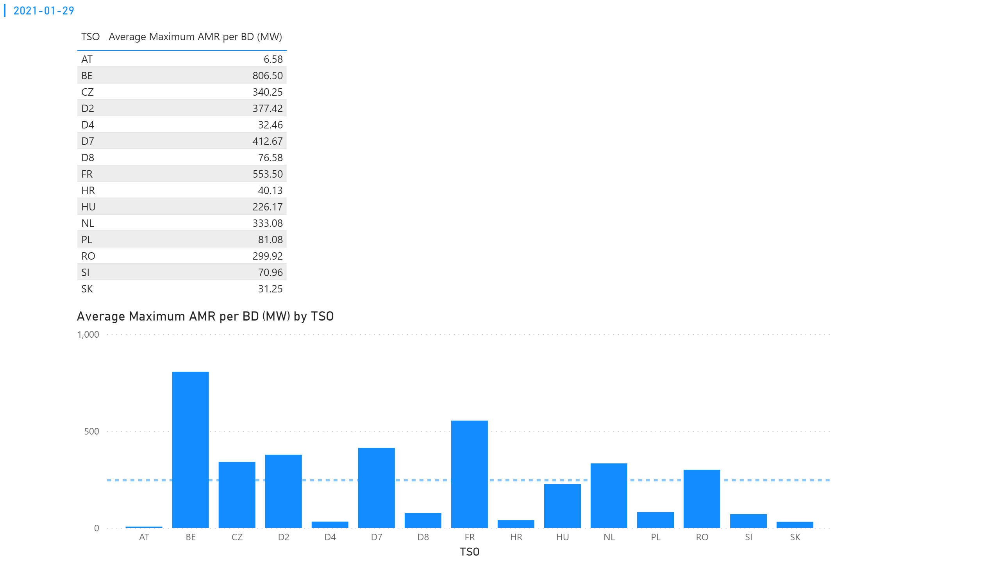 2021-01-29
TSO Average Maximum AMR per BD (MW)
AT 6.58
BE 806.50
CZ 340.25
D2 377.42
D4 32.46
D7 412.67
D8 76.58
FR 553.50
HR 40.13
HU 226.17
NL 333.08
PL 81.08
RO 299.92
SI 70.96
SK 31.25
Average Maximum AMR per BD (MW) by TSO
1,000
500
0
AT BE CZ D2 D4 D7 D8 FR HR HU NL PL RO SI SK
TSO